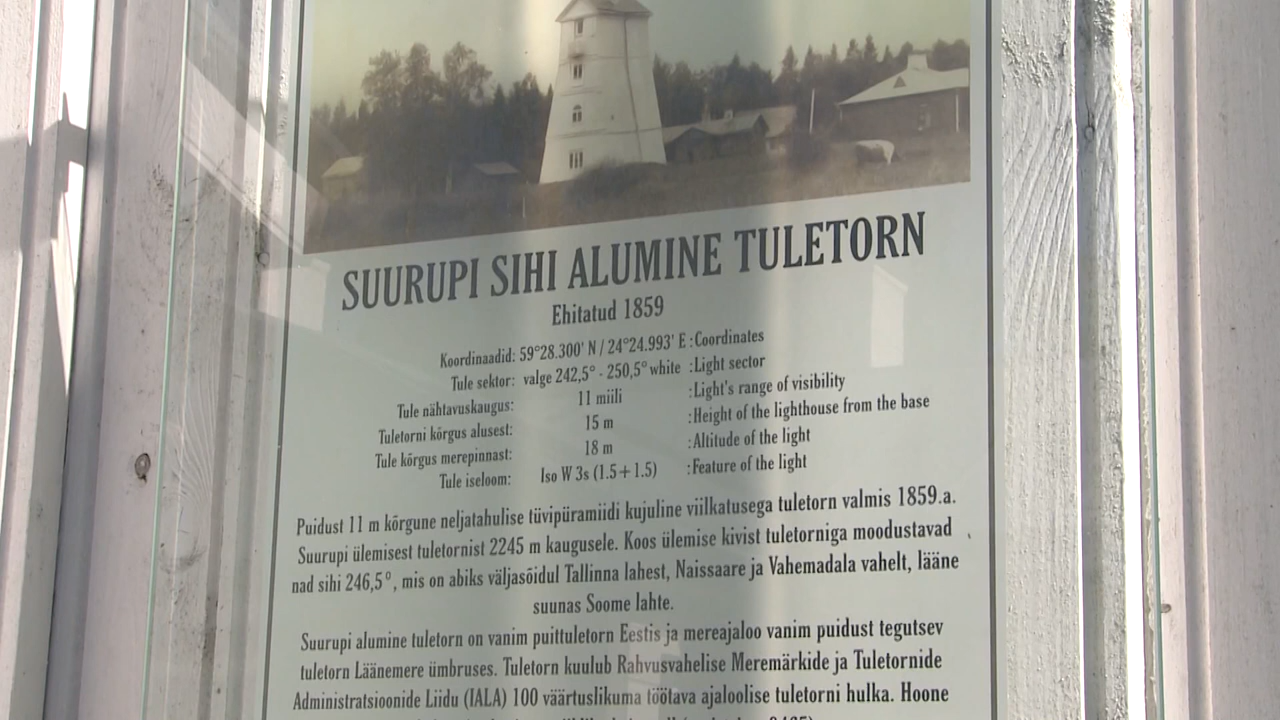 SUURUPI SIHI ALUMINE TULETORN
Ehitatud 1859
Koordinaadid: 59°28.300' N / 24°24.993' E :Coordinates
Tule sektor: valge 242,5° - 250,5° white :Light sector
Tule nähtavuskaugus: 11 miili :Light's range of visibility
Tuletorni kõrgus alusest: 15 m :Height of the lighthouse from the base
Tule kõrgus merepinnast: 18 m :Altitude of the light
Tule iseloom: Iso W 3s (1.5+1.5) :Feature of the light
Puidust 11 m kõrgune neljatahulise tüvipüramiidi kujuline viilkatusega tuletorn valmis 1859.a.
Suurupi ülemisest tuletornist 2245 m kaugusele. Koos ülemise kivist tuletorniga moodustavad
nad sihi 246,5°, mis on abiks väljasõidul Tallinna lahest, Naissaare ja Vahemadala vahelt, lääne
suunas Soome lahte.
Suurupi alumine tuletorn on vanim puittuletorn Eestis ja mereajaloo vanim puidust tegutsev
tuletorn Läänemere ümbruses. Tuletorn kuulub Rahvusvahelise Meremärkide ja Tuletornide
Administratsioonide Liidu (IALA) 100 väärtuslikuma töötava ajaloolise tuletorni hulka. Hoone